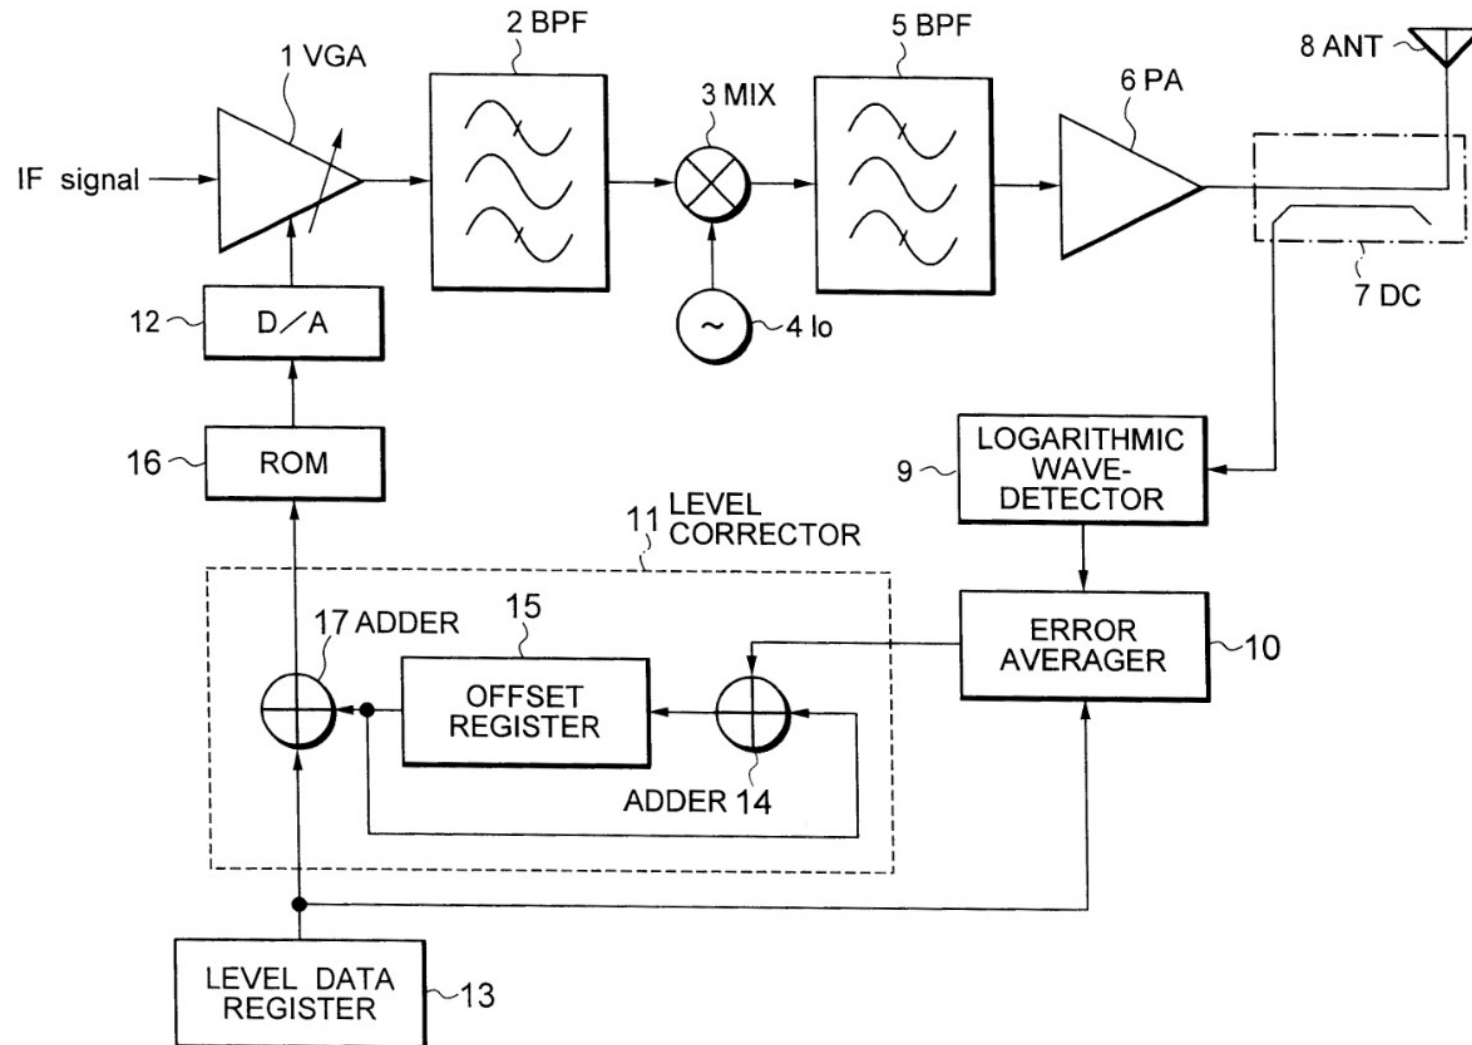 2 BPF
5 BPF
8 ANT
1 VGA
3 MIX
6 PA
IF signal
7 DC
12
D/A
~
4 lo
16
ROM
LOGARITHMIC
WAVE-
DETECTOR
9
11 LEVEL
CORRECTOR
15
17 ADDER
ERROR
AVERAGER
10
OFFSET
REGISTER
ADDER 14
LEVEL DATA
REGISTER
13